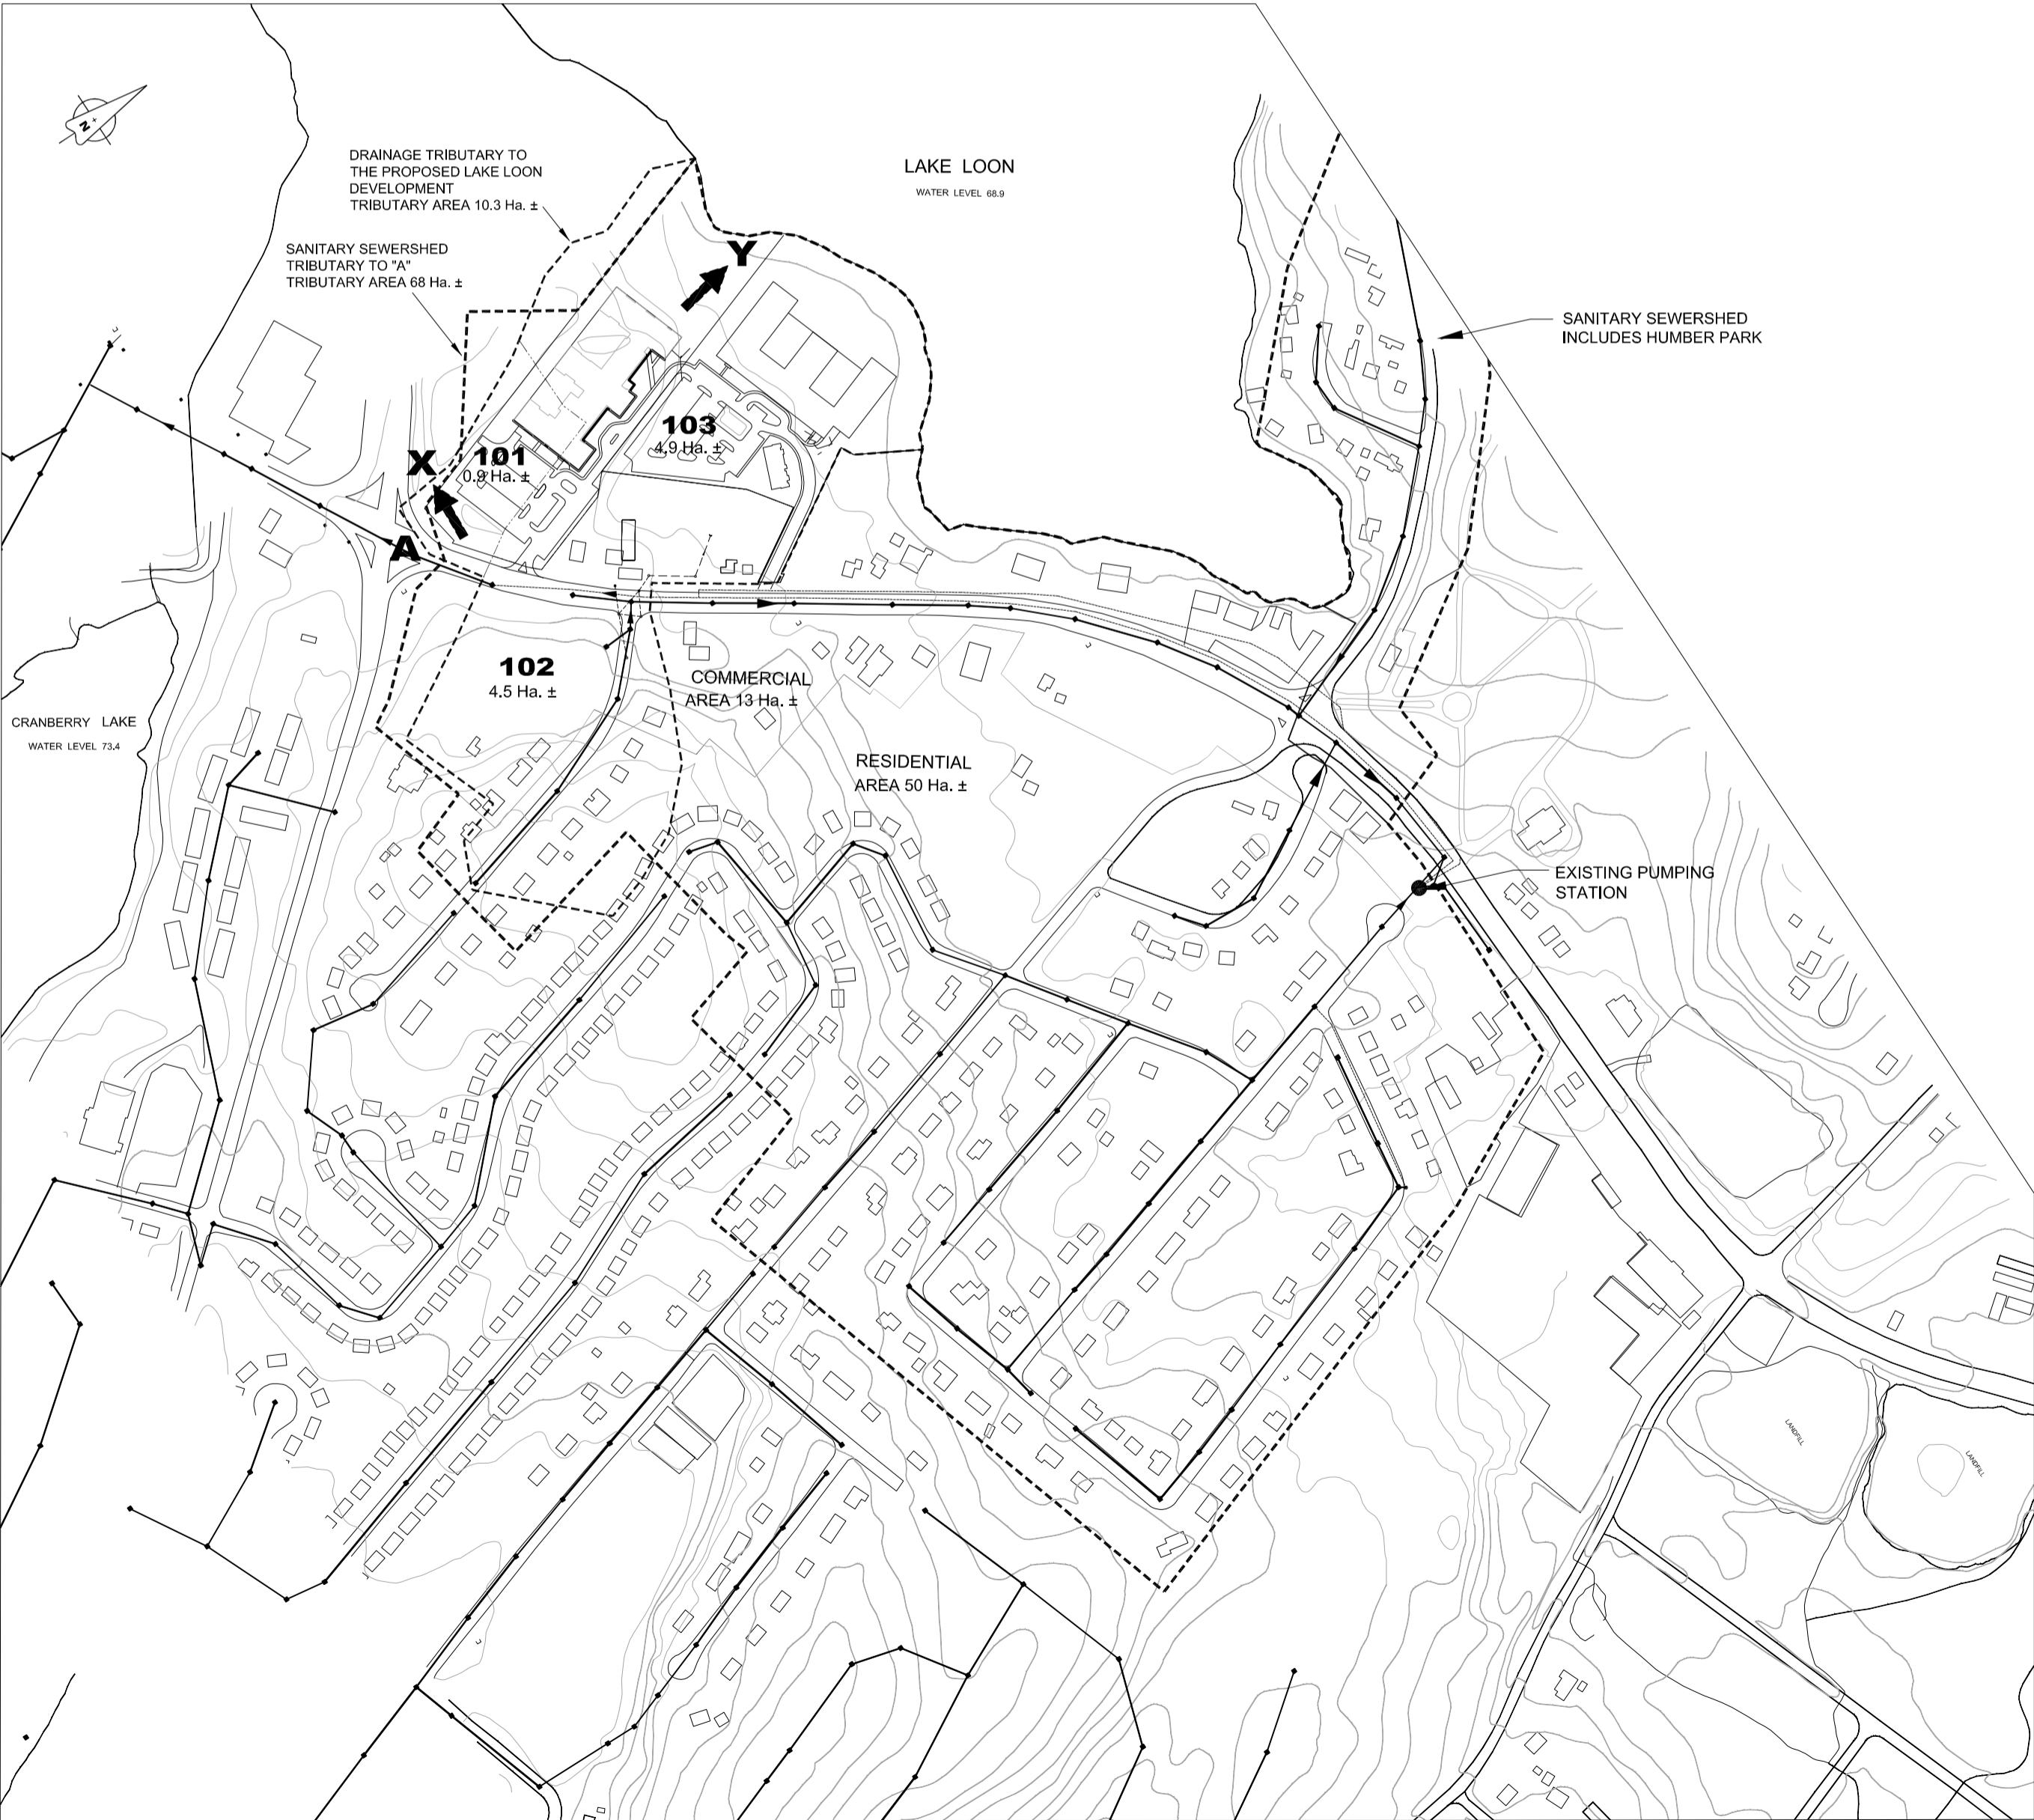 N
DRAINAGE TRIBUTARY TO
THE PROPOSED LAKE LOON
DEVELOPMENT
TRIBUTARY AREA 10.3 Ha. ±
SANITARY SEWERSHED
TRIBUTARY TO "A"
TRIBUTARY AREA 68 Ha. ±
LAKE LOON
WATER LEVEL 68.9
Y
SANITARY SEWERSHED
INCLUDES HUMBER PARK
103
4.9 Ha. ±
X
101
0.9 Ha. ±
A
102
4.5 Ha. ±
COMMERCIAL
AREA 13 Ha. ±
CRANBERRY LAKE
WATER LEVEL 73.4
RESIDENTIAL
AREA 50 Ha. ±
EXISTING PUMPING
STATION
LANDFILL
LANDFILL